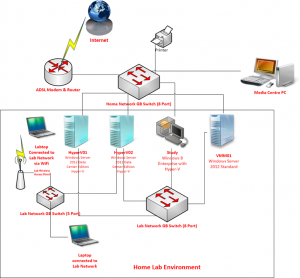 Internet
Printer
ADSL Modem & Router
Home Network GB Switch (8 Port)
Media Centre PC
Laptop
Connected to
Lab Network
via Wifi
HyperV01
Windows Server
2012 Data
Center Edition
Hyper-V
HyperV02
Windows Server
2012 Data
Center Edition
Hyper-V
Study
Windows 8
Enterprise with
Hyper-V
VMM01
Windows Server
2012 Standard
Lab Network GB Switch (5 Port)
Lab Network GB Switch (8 Port)
Laptop
connected to
Lab Network
Home Lab Environment